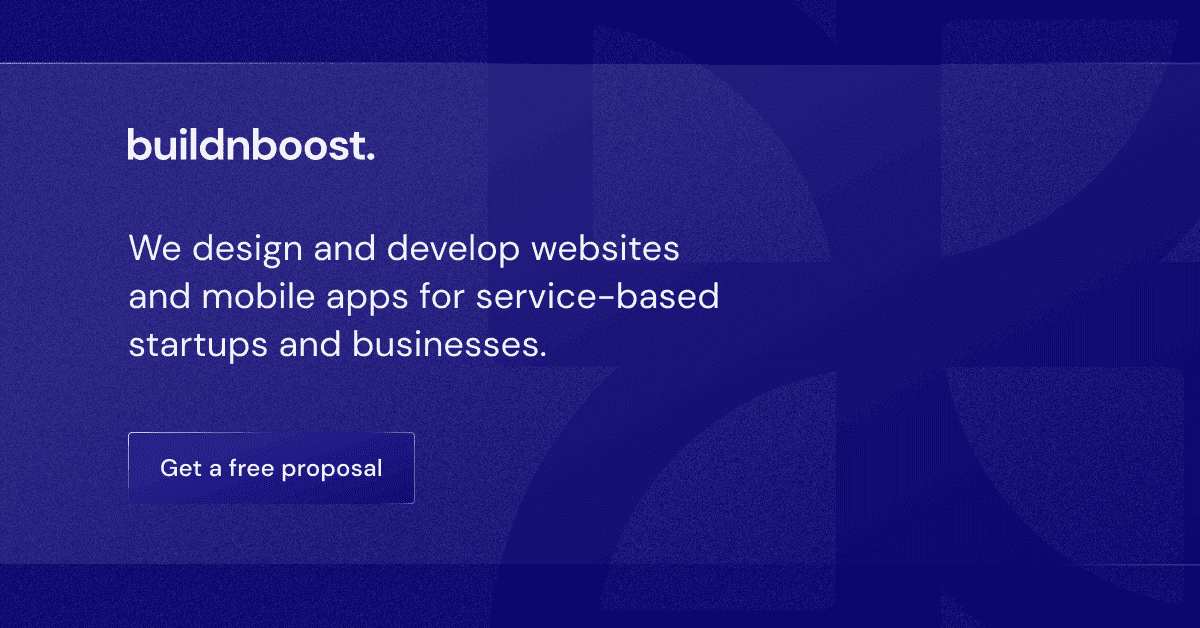 buildnboost.
We design and develop websites
and mobile apps for service-based
startups and businesses.
Get a free proposal